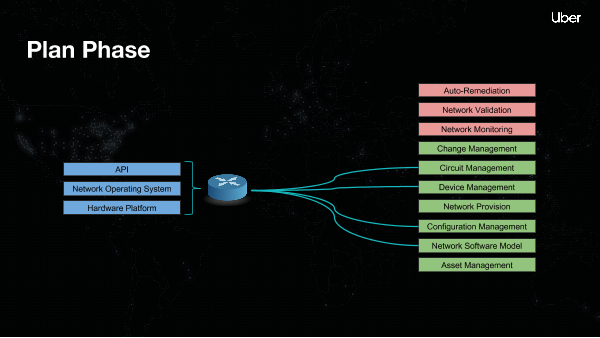 Uber
Plan Phase
API
Network Operating System
Hardware Platform
Auto-Remediation
Network Validation
Network Monitoring
Change Management
Circuit Management
Device Management
Network Provision
Configuration Management
Network Software Model
Asset Management